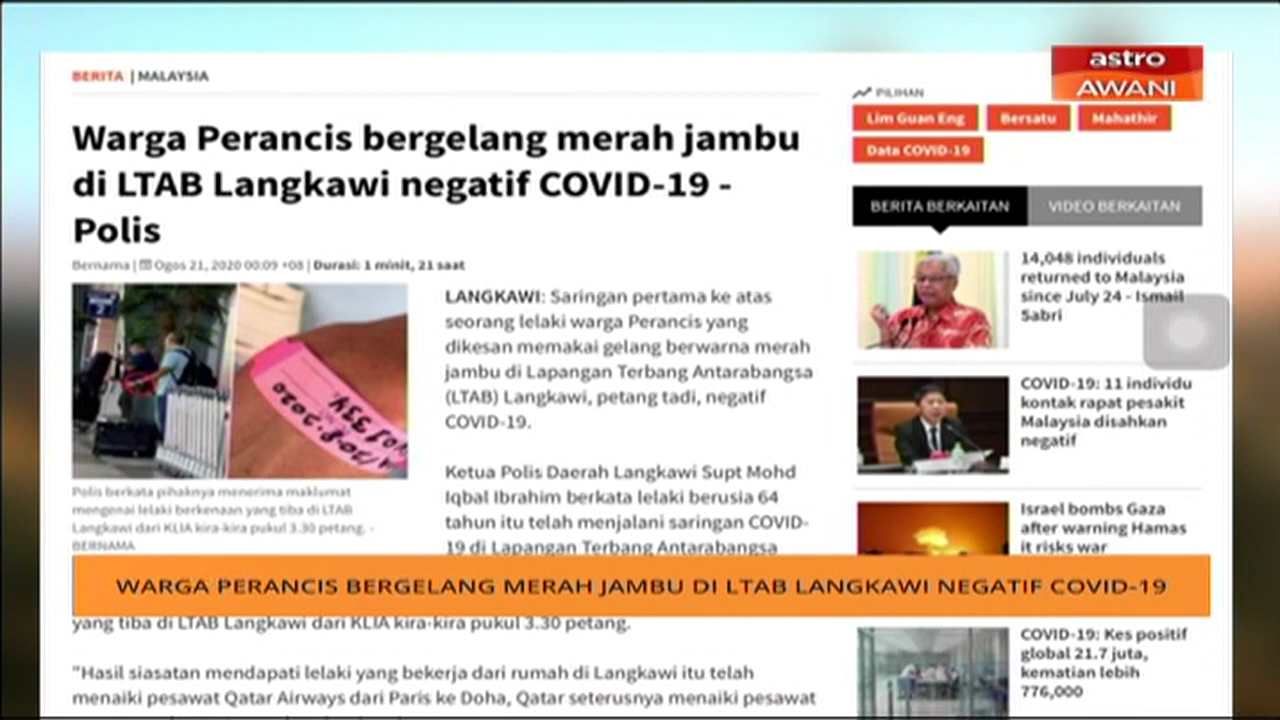 astro
AWANI
BERITA | MALAYSIA
Warga Perancis bergelang merah jambu
di LTAB Langkawi negatif COVID-19 -
Polis
Bernama | Ogos 21, 2020 00:09 +08 | Durasi: 1 minit, 21 saat
Polis berkata pihaknya menerima maklumat
mengenai lelaki berkenaan yang tiba di LTAB
Langkawi dari KLIA kira-kira pukul 3.30 petang. -
BERNAMA
LANGKAWI: Saringan pertama ke atas
seorang lelaki warga Perancis yang
dikesan memakai gelang berwarna merah
jambu di Lapangan Terbang Antarabangsa
(LTAB) Langkawi, petang tadi, negatif
COVID-19.
Ketua Polis Daerah Langkawi Supt Mohd
Iqbal Ibrahim berkata lelaki berusia 64
tahun itu telah menjalani saringan COVID-
19 di Lapangan Terbang Antarabangsa
WARGA PERANCIS BERGELANG MERAH JAMBU DI LTAB LANGKAWI NEGATIF COVID-19
yang tiba di LTAB Langkawi dari KLIA kira-kira pukul 3.30 petang.
"Hasil siasatan mendapati lelaki yang bekerja dari rumah di Langkawi itu telah
menaiki pesawat Qatar Airways dari Paris ke Doha, Qatar seterusnya menaiki pesawat
PILIHAN
Lim Guan Eng
Bersatu
Mahathir
Data COVID-19
BERITA BERKAITAN
VIDEO BERKAITAN
14,048 individuals
returned to Malaysia
since July 24 - Ismail
Sabri
COVID-19: 11 individu
kontak rapat pesakit
Malaysia disahkan
negatif
Israel bombs Gaza
after warning Hamas
it risks war
COVID-19: Kes positif
global 21.7 juta,
kematian lebih
776,000